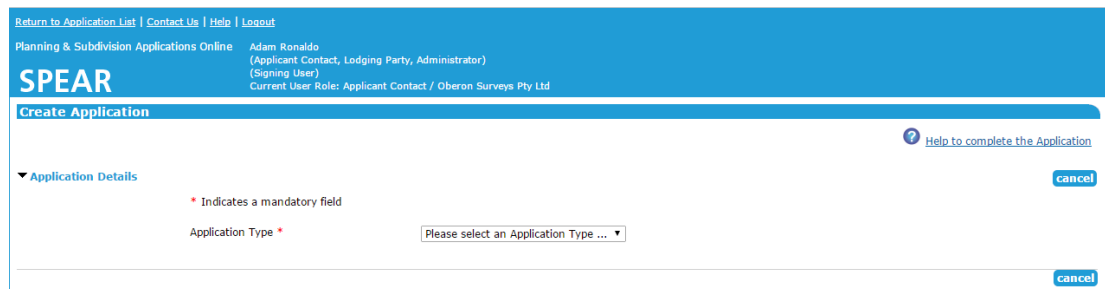 Return to Application List | Contact Us | Help | Logout
Planning & Subdivision Applications Online
SPEAR
Adam Ronaldo
(Applicant Contact, Lodging Party, Administrator)
(Signing User)
Current User Role: Applicant Contact / Oberon Surveys Pty Ltd
Create Application
? Help to complete the Application
Application Details
cancel
* Indicates a mandatory field
Application Type * Please select an Application Type ...
cancel